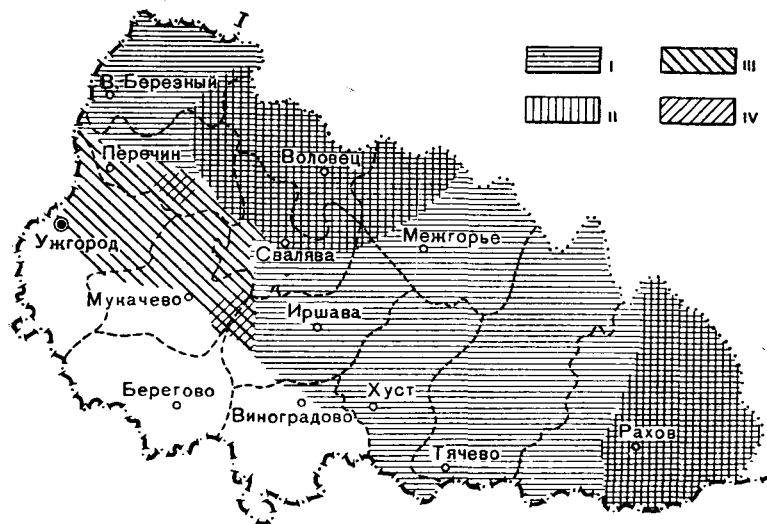 I
I
III
В. Березный
II
IV
Перечин
Воловец
Ужгород
Свалява
Межгорье
Мукачево
Иршава
Берегово
Хуст
Виноградово
Рахов
Тячево